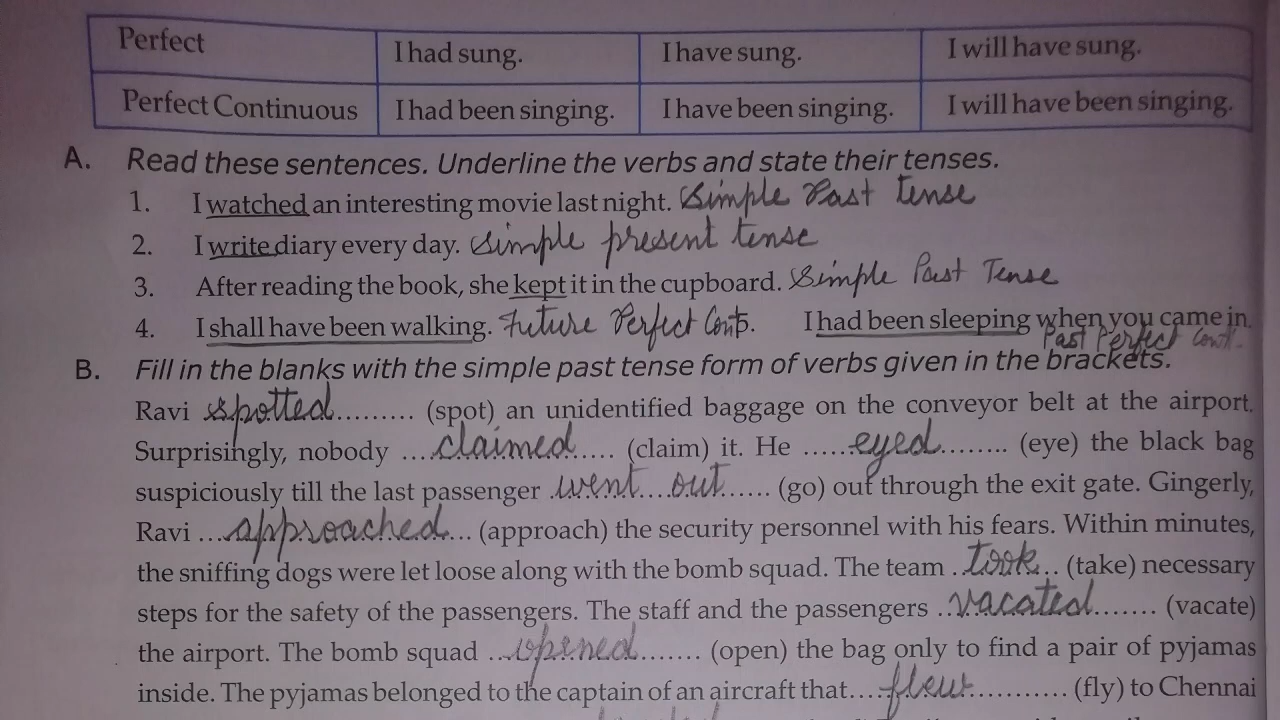 Perfect I had sung. I have sung. I will have sung.
Perfect Continuous I had been singing. I have been singing. I will have been singing.
A. Read these sentences. Underline the verbs and state their tenses.
1. I watched an interesting movie last night. Simple Past tense
2. I write diary every day. Simple present tense
3. After reading the book, she kept it in the cupboard. Simple Past Tense
4. I shall have been walking. Future Perfect Cont. I had been sleeping when you came in.
Past Perfect Cont.
B. Fill in the blanks with the simple past tense form of verbs given in the brackets.
Ravi spotted......... (spot) an unidentified baggage on the conveyor belt at the airport.
Surprisingly, nobody ...claimed..... (claim) it. He ......eyed........ (eye) the black bag
suspiciously till the last passenger went....out...... (go) out through the exit gate. Gingerly,
Ravi ...approached... (approach) the security personnel with his fears. Within minutes,
the sniffing dogs were let loose along with the bomb squad. The team ..took... (take) necessary
steps for the safety of the passengers. The staff and the passengers ..vacated....... (vacate)
the airport. The bomb squad ...opened....... (open) the bag only to find a pair of pyjamas
inside. The pyjamas belonged to the captain of an aircraft that....flew........... (fly) to Chennai